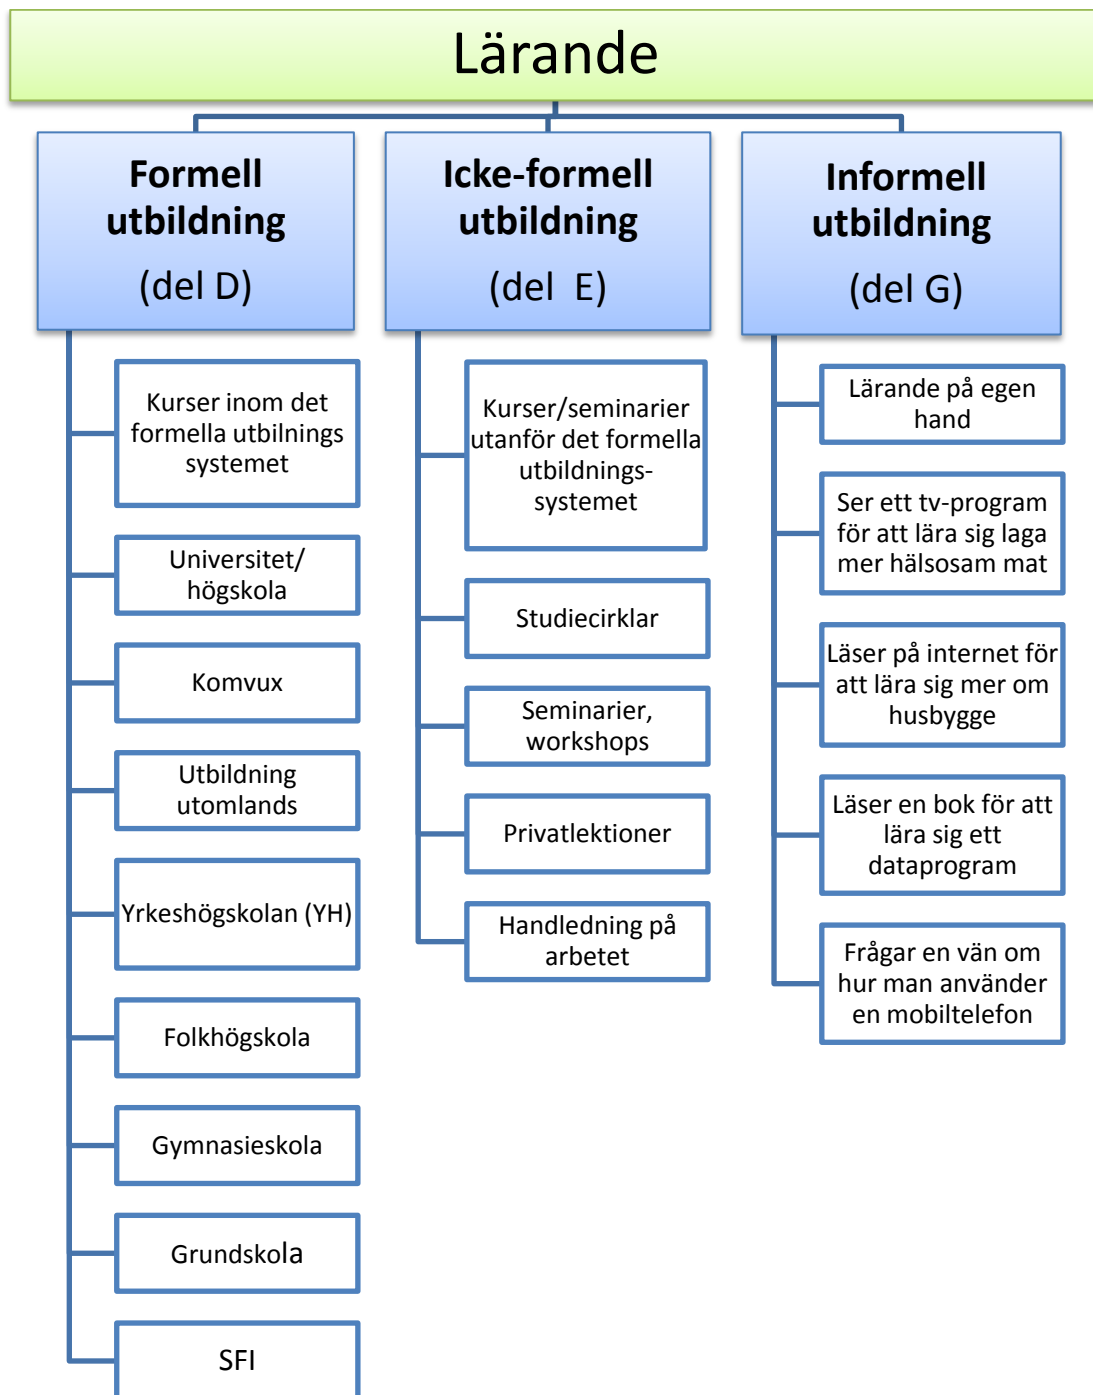 Lärande
Formell
utbildning
(del D)
Kurser inom det
formella utbilnings
systemet
Universitet/
högskola
Komvux
Utbildning
utomlands
Yrkeshögskolan (YH)
Folkhögskola
Gymnasieskola
Grundskola
SFI
Icke-formell
utbildning
(del E)
Kurser/seminarier
utanför det formella
utbildnings-
systemet
Studiecirklar
Seminarier,
workshops
Privatlektioner
Handledning på
arbetet
Informell
utbildning
(del G)
Lärande på egen
hand
Ser ett tv-program
för att lära sig laga
mer hälsosam mat
Läser på internet för
att lära sig mer om
husbygge
Läser en bok för att
lära sig ett
dataprogram
Frågar en vän om
hur man använder
en mobiltelefon